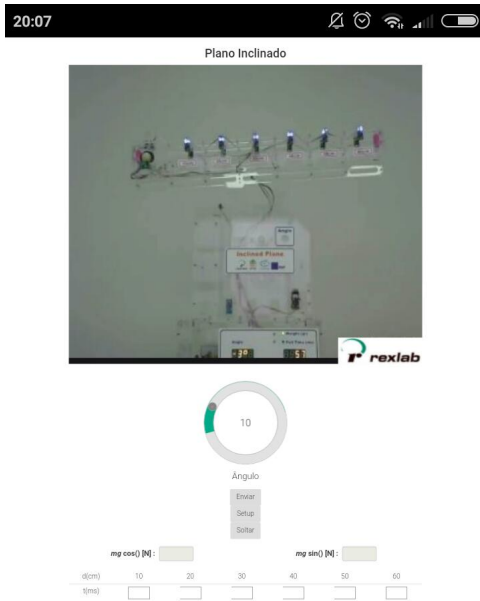 20:07
Plano Inclinado
Inclined Plane
rexlab
10
Ângulo
Enviar
Setup
Soltar
mg cos() [N] : mg sin() [N] :
d(cm) 10 20 30 40 50 60
t(ms)